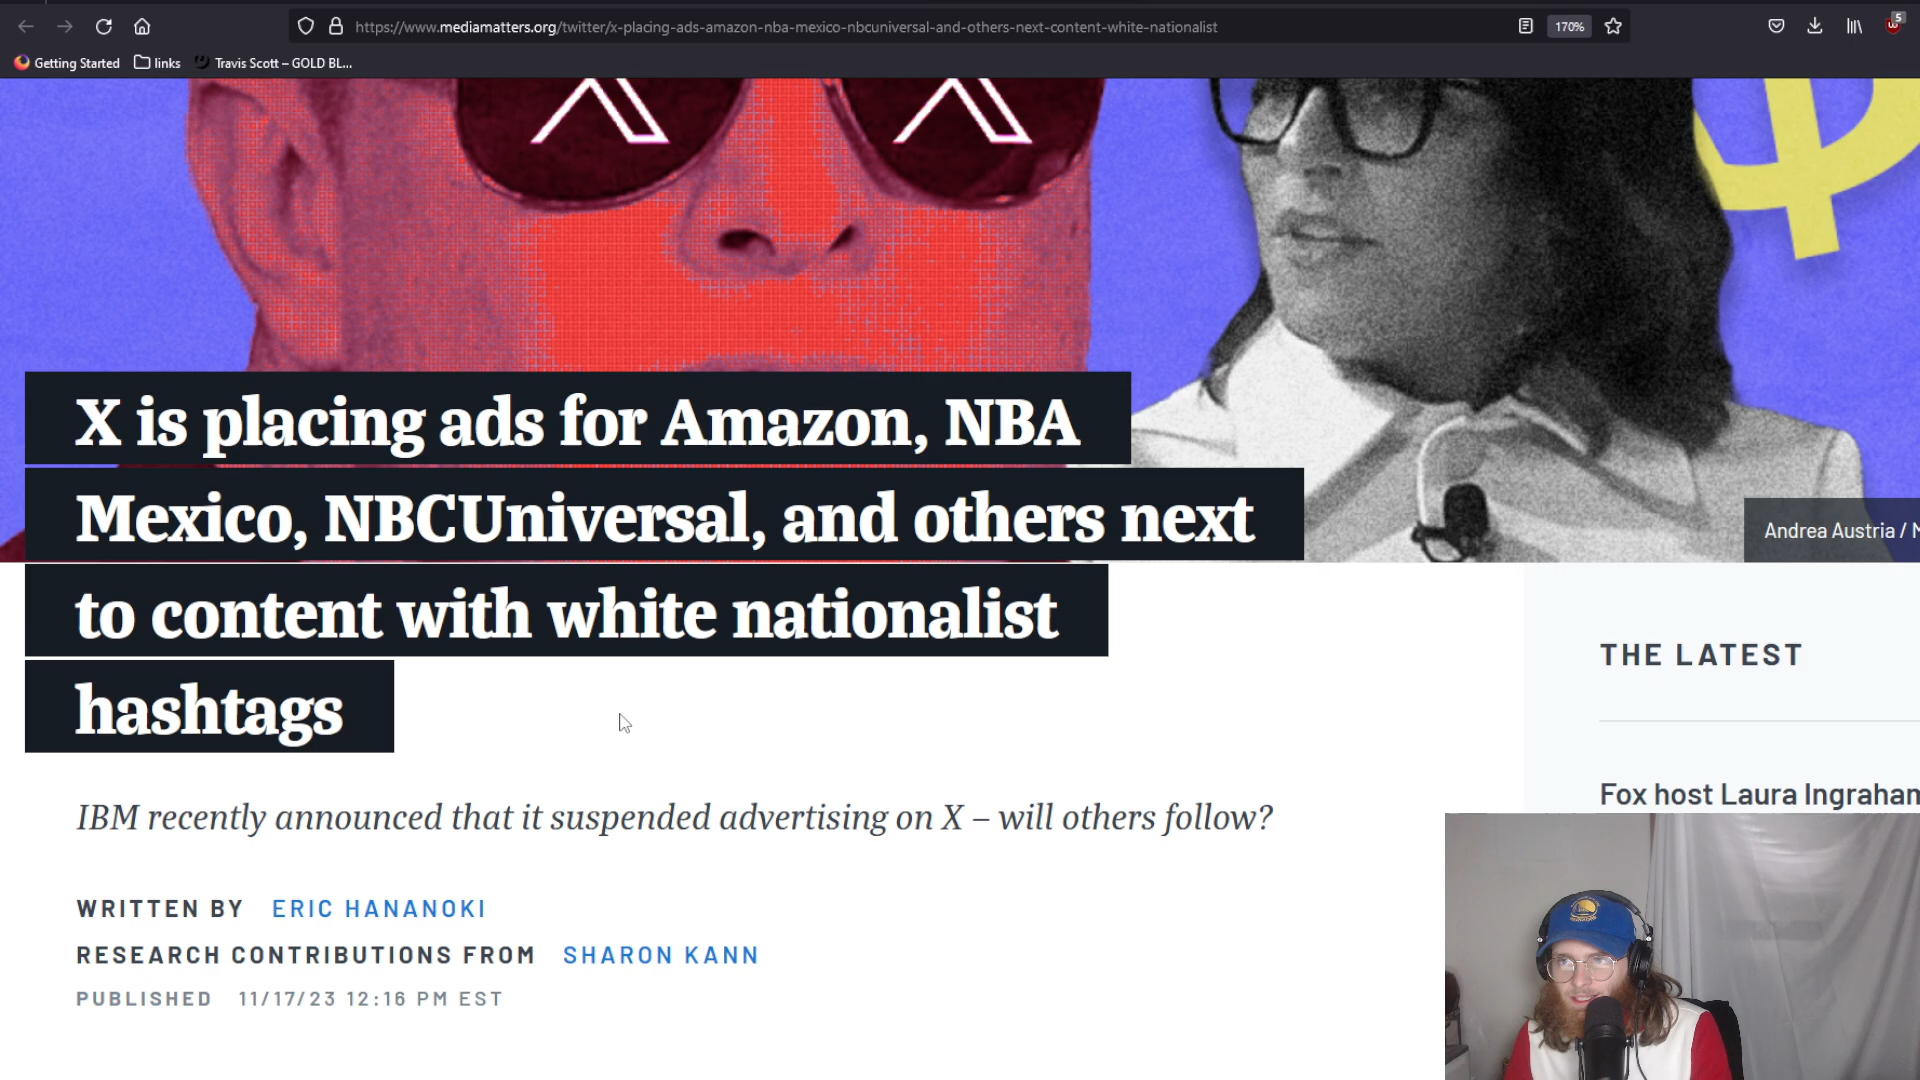 https://www.mediamatters.org/twitter/x-placing-ads-amazon-nba-mexico-nbcuniversal-and-others-next-content-white-nationalist
170%
5
Getting Started
links
Travis Scott – GOLD BL...
X is placing ads for Amazon, NBA
Mexico, NBCUniversal, and others next
to content with white nationalist
hashtags
Andrea Austria / M
THE LATEST
Fox host Laura Ingraham
IBM recently announced that it suspended advertising on X – will others follow?
WRITTEN BY ERIC HANANOKI
RESEARCH CONTRIBUTIONS FROM SHARON KANN
PUBLISHED 11/17/23 12:16 PM EST